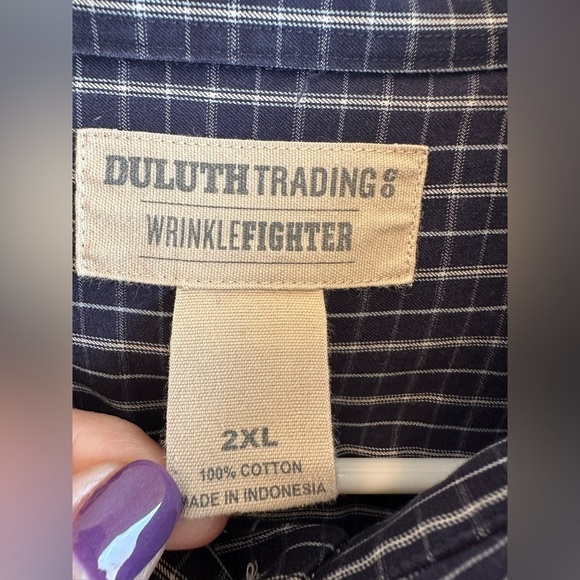 DULUTH TRADING CO
WRINKLEFIGHTER
2XL
100% COTTON
MADE IN INDONESIA